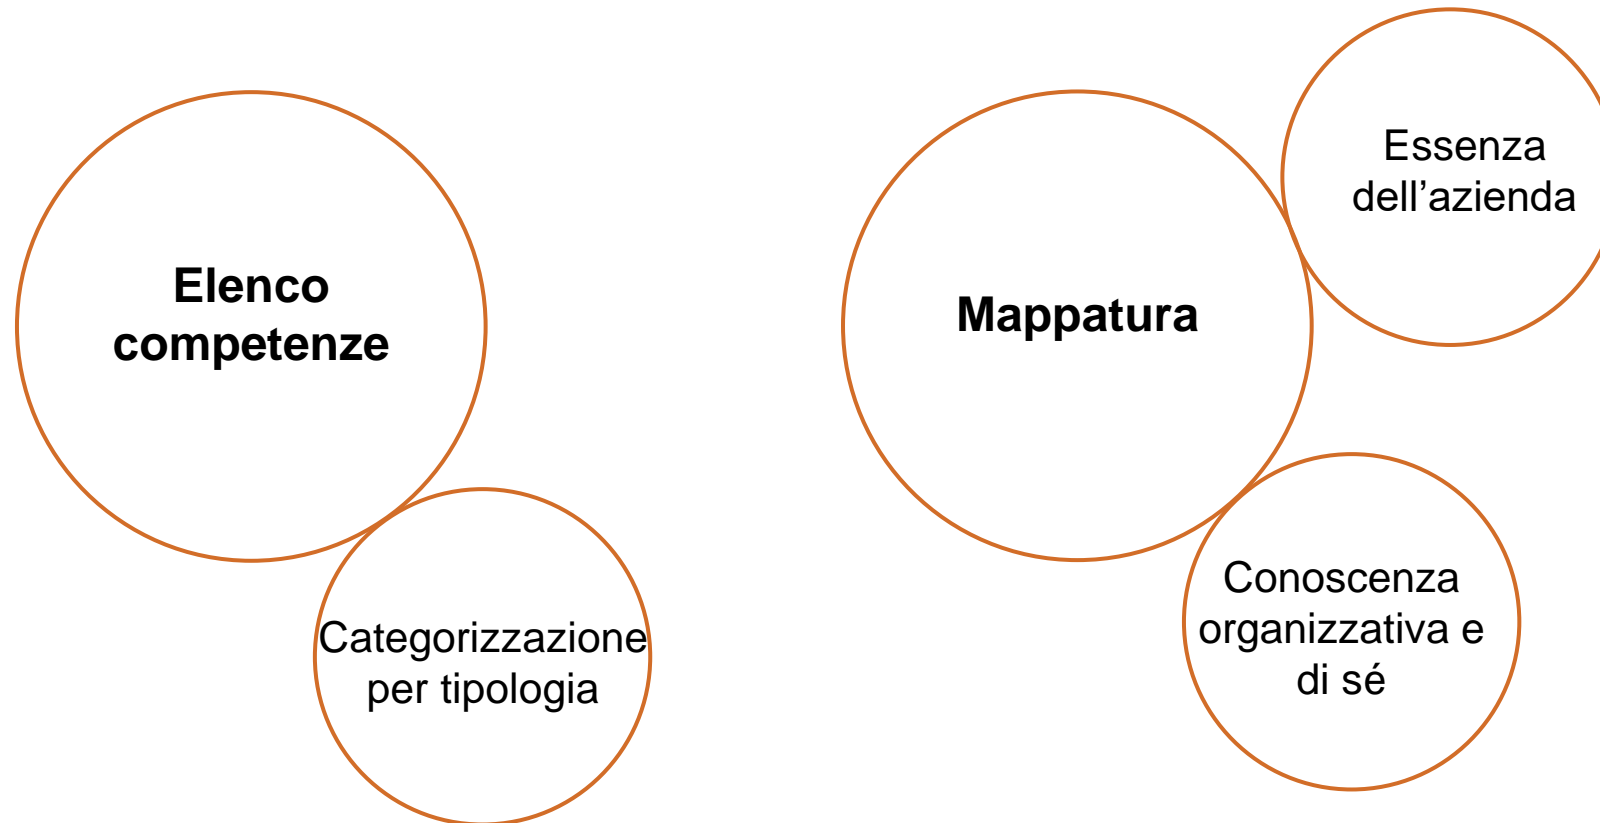 Elenco
competenze
Categorizzazione
per tipologia
Mappatura
Essenza
dell’azienda
Conoscenza
organizzativa e
di sé